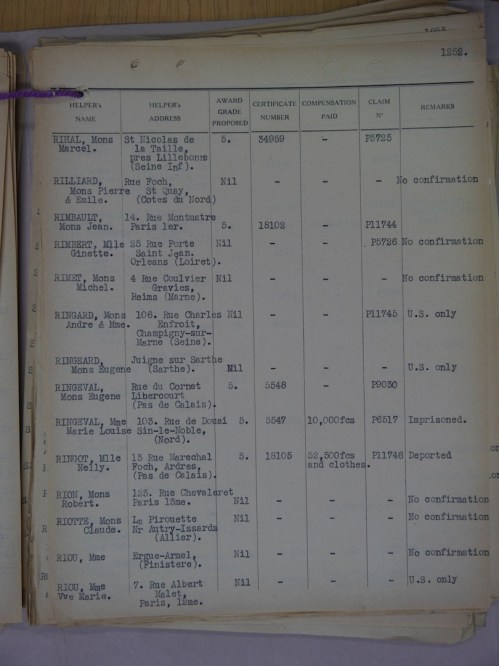 1252.
HELPER's NAME HELPER's ADDRESS AWARD GRADE PROPOSED CERTIFICATE NUMBER COMPENSATION PAID CLAIM N° REMARKS
RIHAL, Mons St Nicolas de 5. 34959 - P5725
Marcel. la Taille,
pres Lillebonne
(Seine Inf).
RILLIARD, Rue Foch, Nil - - - No confirmation
Mons Pierre St Quay,
& Emile. (Cotes du Nord)
RIMBAULT, 14. Rue Montmatre
Mons Jean. Paris 1er. 5. 18102 - P11744
RIMBERT, Mlle 25 Rue Porte Nil - - P5726 No confirmation
Ginette. Saint Jean.
Orleans (Loiret).
RIMET, Mons 4 Rue Coulvier Nil - - - No confirmation
Michel. Gravies,
Reims (Marne).
RINGARD, Mons 106. Rue Charles Nil - - P11745 U.S. only
Andre & Mme. Enfroit,
Champigny-sur-
Marne (Seine).
RINGEARD, Juigne sur Sarthe
Mons Eugene (Sarthe). Nil - - - U.S. only
RINGEVAL, Rue du Cornet 5. 5548 - P9030
Mons Eugene Libercourt
(Pas de Calais).
RINGEVAL, Mme 103. Rue de Douai 5. 5547 10,000fcs P6517 Imprisoned.
Marie Louise Sin-le-Noble,
(Nord).
RINGOT, Mlle 13 Rue Marechal 5. 18103 52,500fcs P11746 Deported
Nelly. Foch, Ardres, and clothes.
(Pas de Calais).
RION, Mons 123. Rue Chevaleret
Robert. Paris 13me. Nil - - - No confirmation
RIOTTE, Mons La Pirouette Nil - - - No confirmation
Claude. Nr Autry-Issards
(Allier).
RIOU, Mme Ergue-Armel, Nil - - - No confirmation
(Finistere).
RIOU, Mme 7. Rue Albert Nil - - - U.S. only
Vve Marie. Malet,
Paris, 12me.